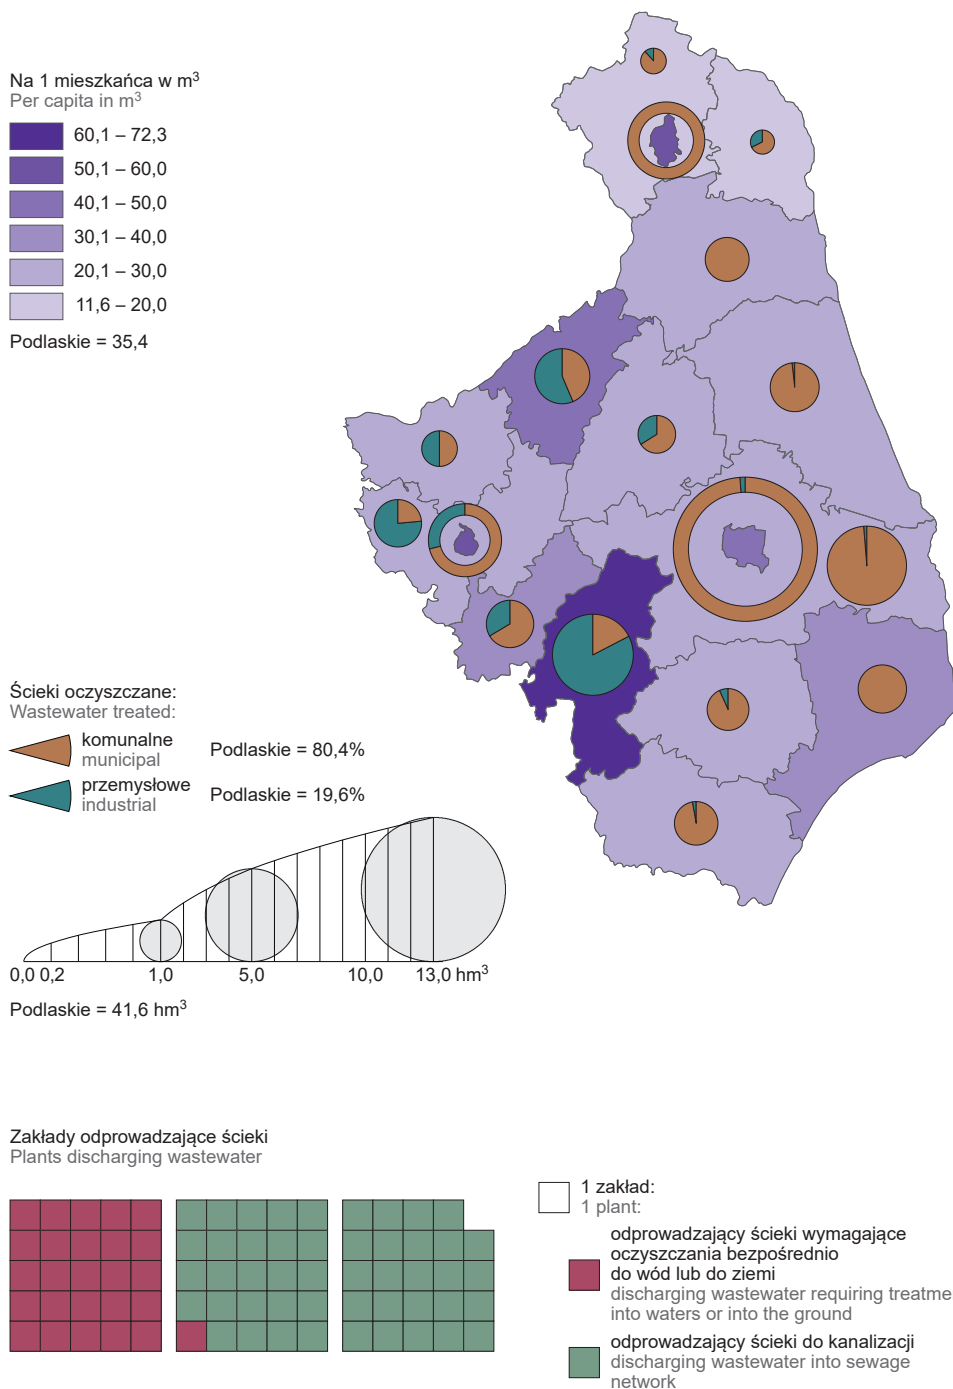 Na 1 mieszkańca w m³
Per capita in m³
60,1 – 72,3
50,1 – 60,0
40,1 – 50,0
30,1 – 40,0
20,1 – 30,0
11,6 – 20,0
Podlaskie = 35,4
Ścieki oczyszczane:
Wastewater treated:
komunalne
municipal
Podlaskie = 80,4%
przemysłowe
industrial
Podlaskie = 19,6%
0,0 0,2 1,0 5,0 10,0 13,0 hm³
Podlaskie = 41,6 hm³
Zakłady odprowadzające ścieki
Plants discharging wastewater
1 zakład:
1 plant:
odprowadzający ścieki wymagające
oczyszczania bezpośrednio
do wód lub do ziemi
discharging wastewater requiring treatme
into waters or into the ground
odprowadzający ścieki do kanalizacji
discharging wastewater into sewage
network